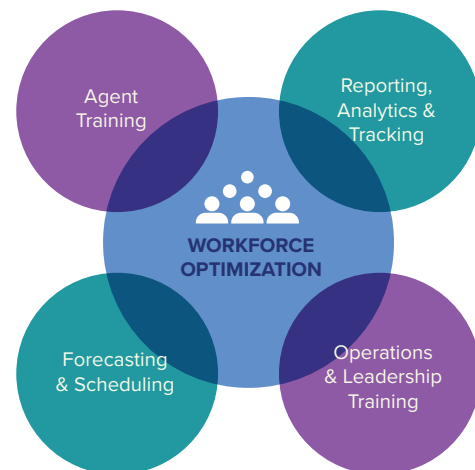 Agent
Training
Reporting,
Analytics &
Tracking
WORKFORCE
OPTIMIZATION
Forecasting
& Scheduling
Operations
& Leadership
Training